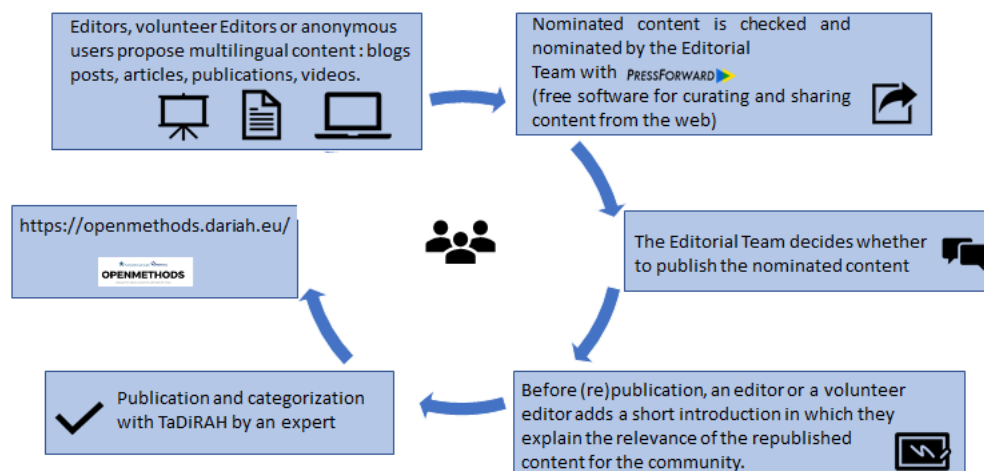 Editors, volunteer Editors or anonymous
users propose multilingual content : blogs
posts, articles, publications, videos.
Nominated content is checked and
nominated by the Editorial
Team with PRESSFORWARD
(free software for curating and sharing
content from the web)
The Editorial Team decides whether
to publish the nominated content
Before (re)publication, an editor or a volunteer
editor adds a short introduction in which they
explain the relevance of the republished
content for the community.
Publication and categorization
with TaDiRAH by an expert
https://openmethods.dariah.eu/
OPENMETHODS